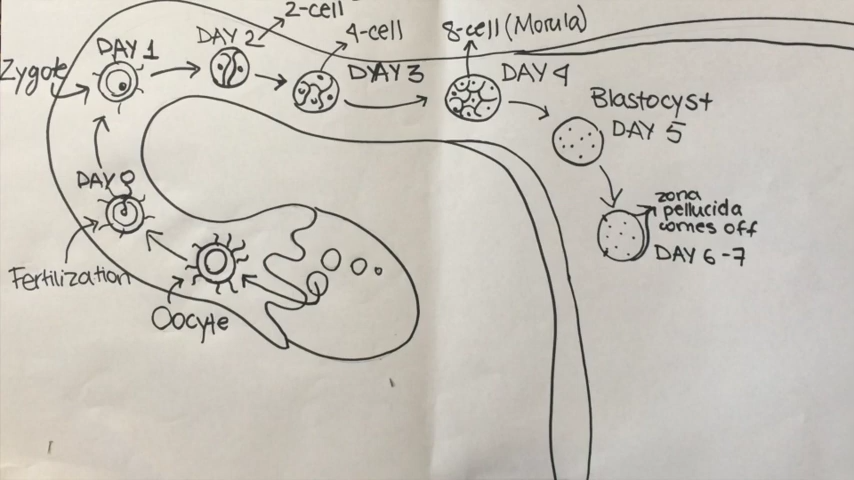 2-cell
DAY 2
4-cell
8-cell (Morula)
DAY 1
Zygote
DAY 3
DAY 4
Blastocyst
DAY 5
DAY 0
zona
pellucida
comes off
DAY 6-7
Fertilization
Oocyte